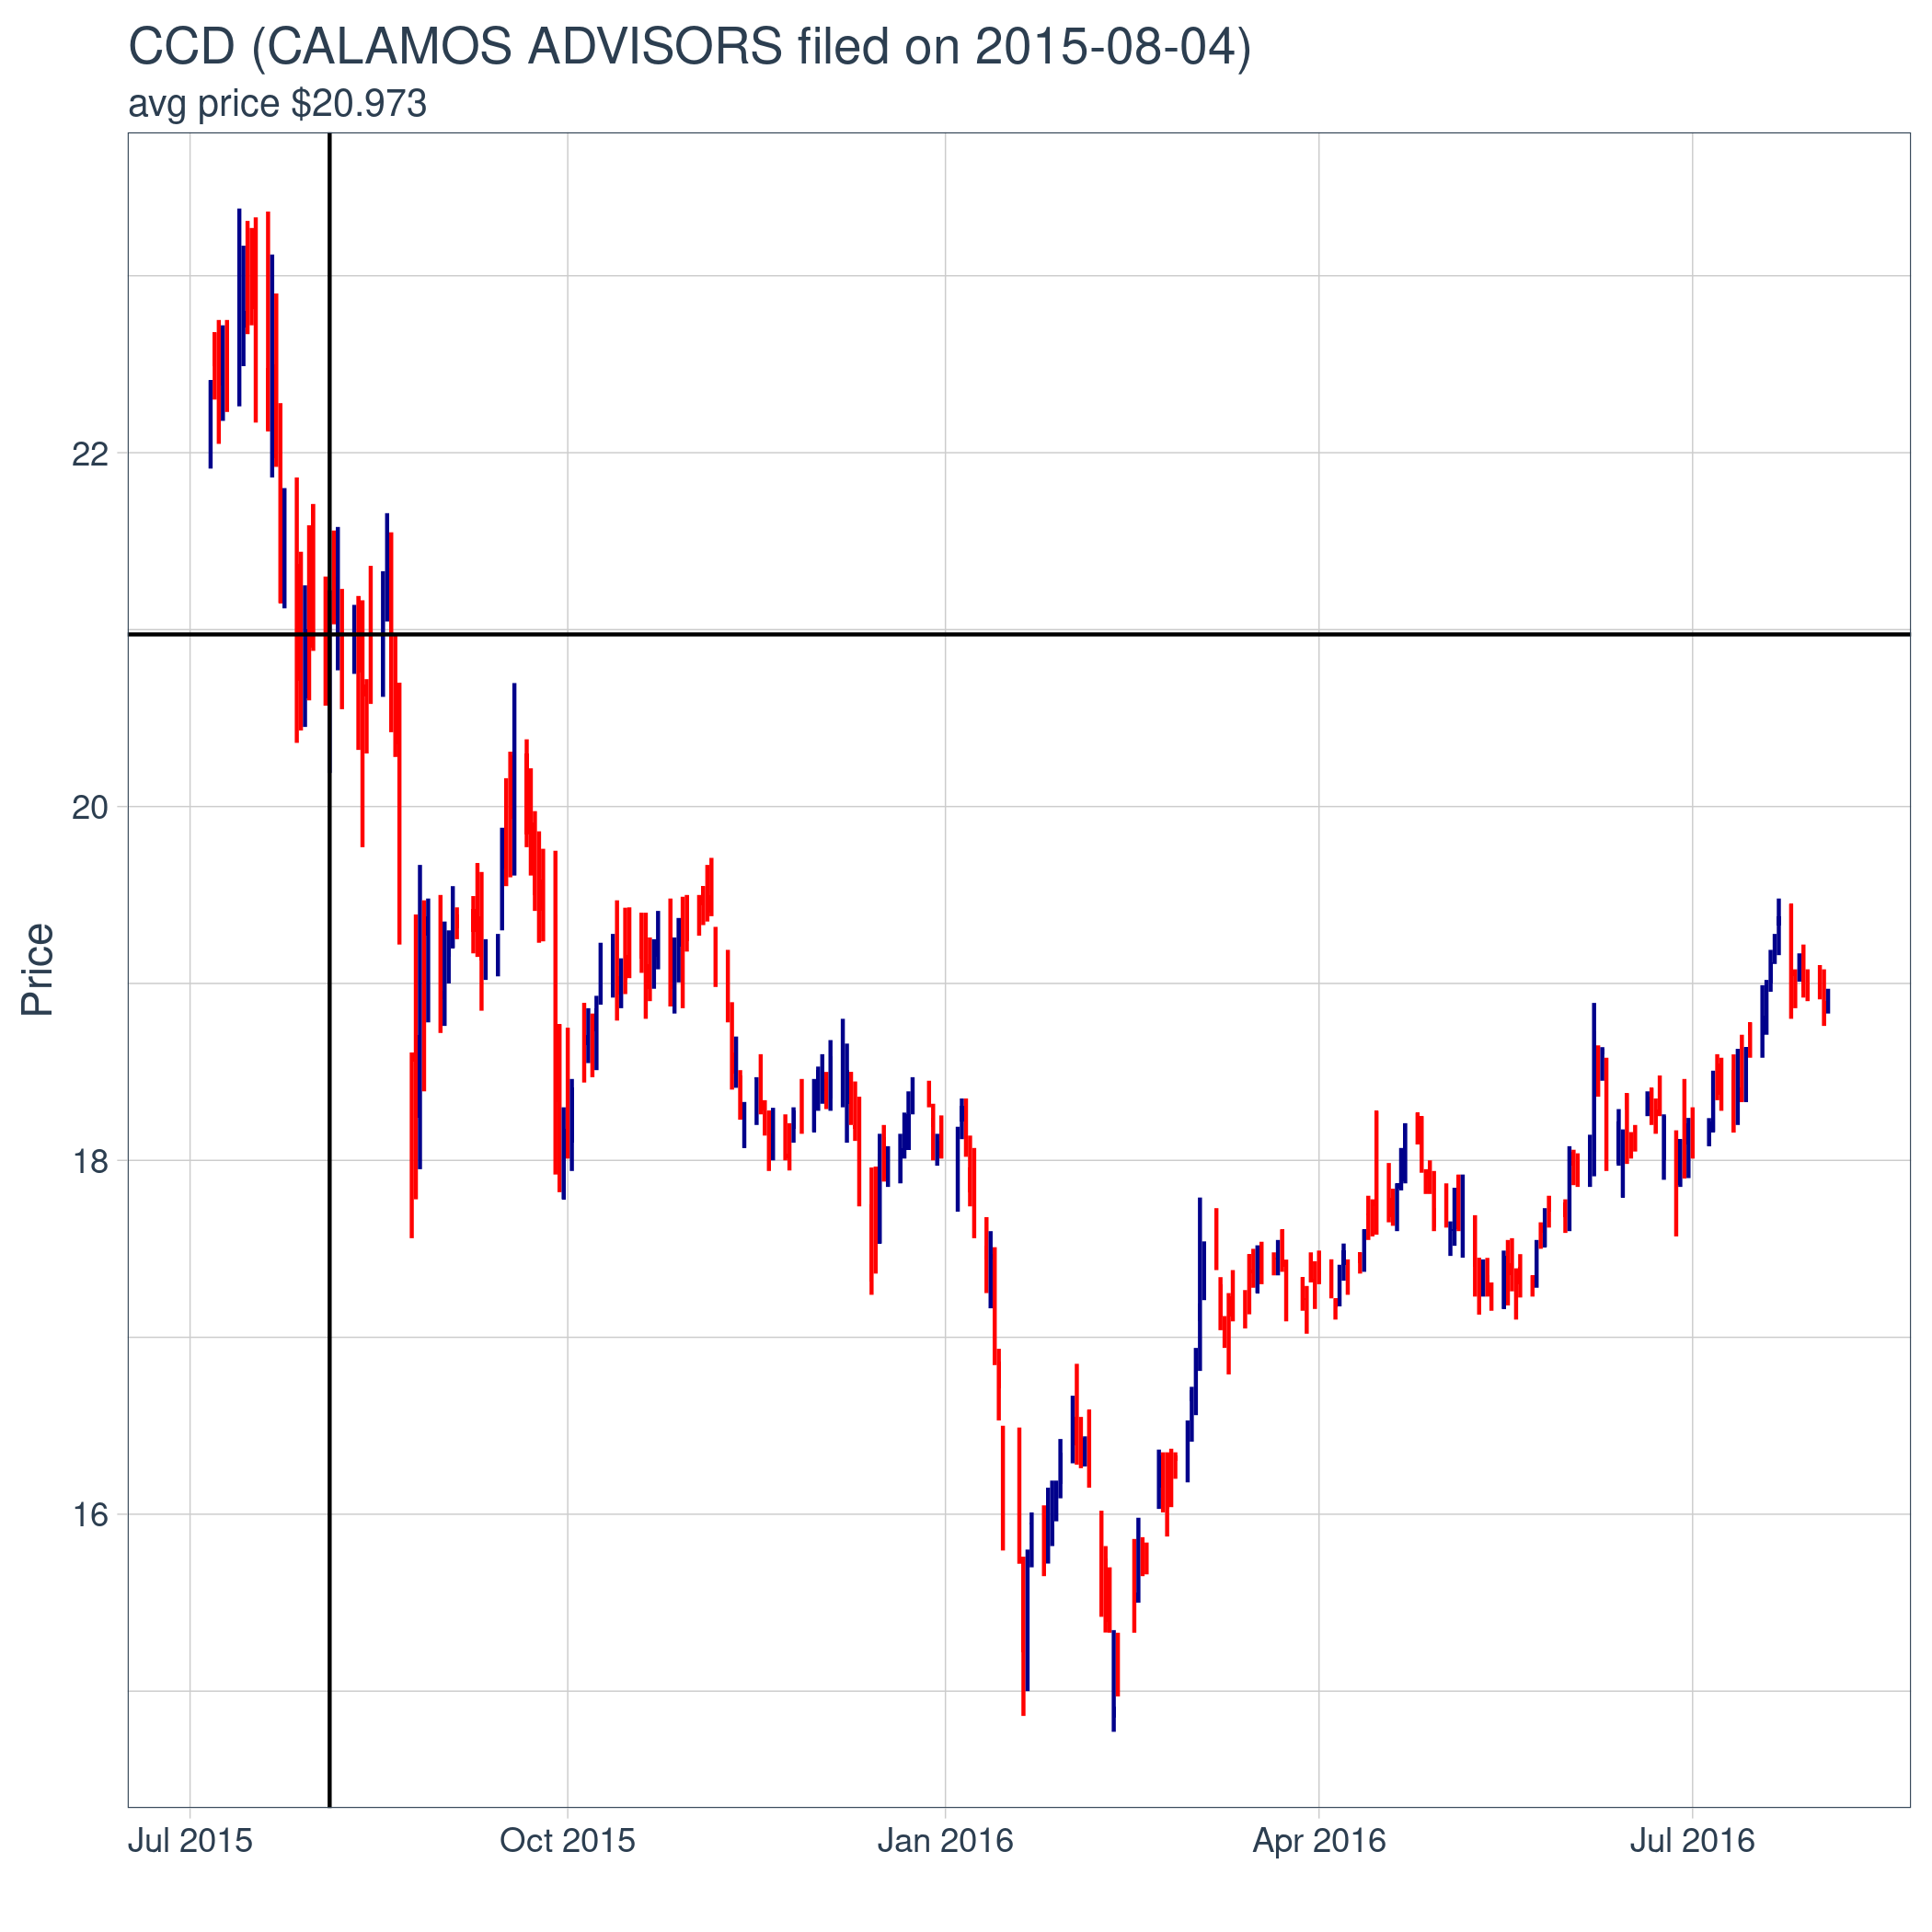 CCD (CALAMOS ADVISORS filed on 2015-08-04)
avg price $20.973
22
20
18
16
Price
Jul 2015 Oct 2015 Jan 2016 Apr 2016 Jul 2016